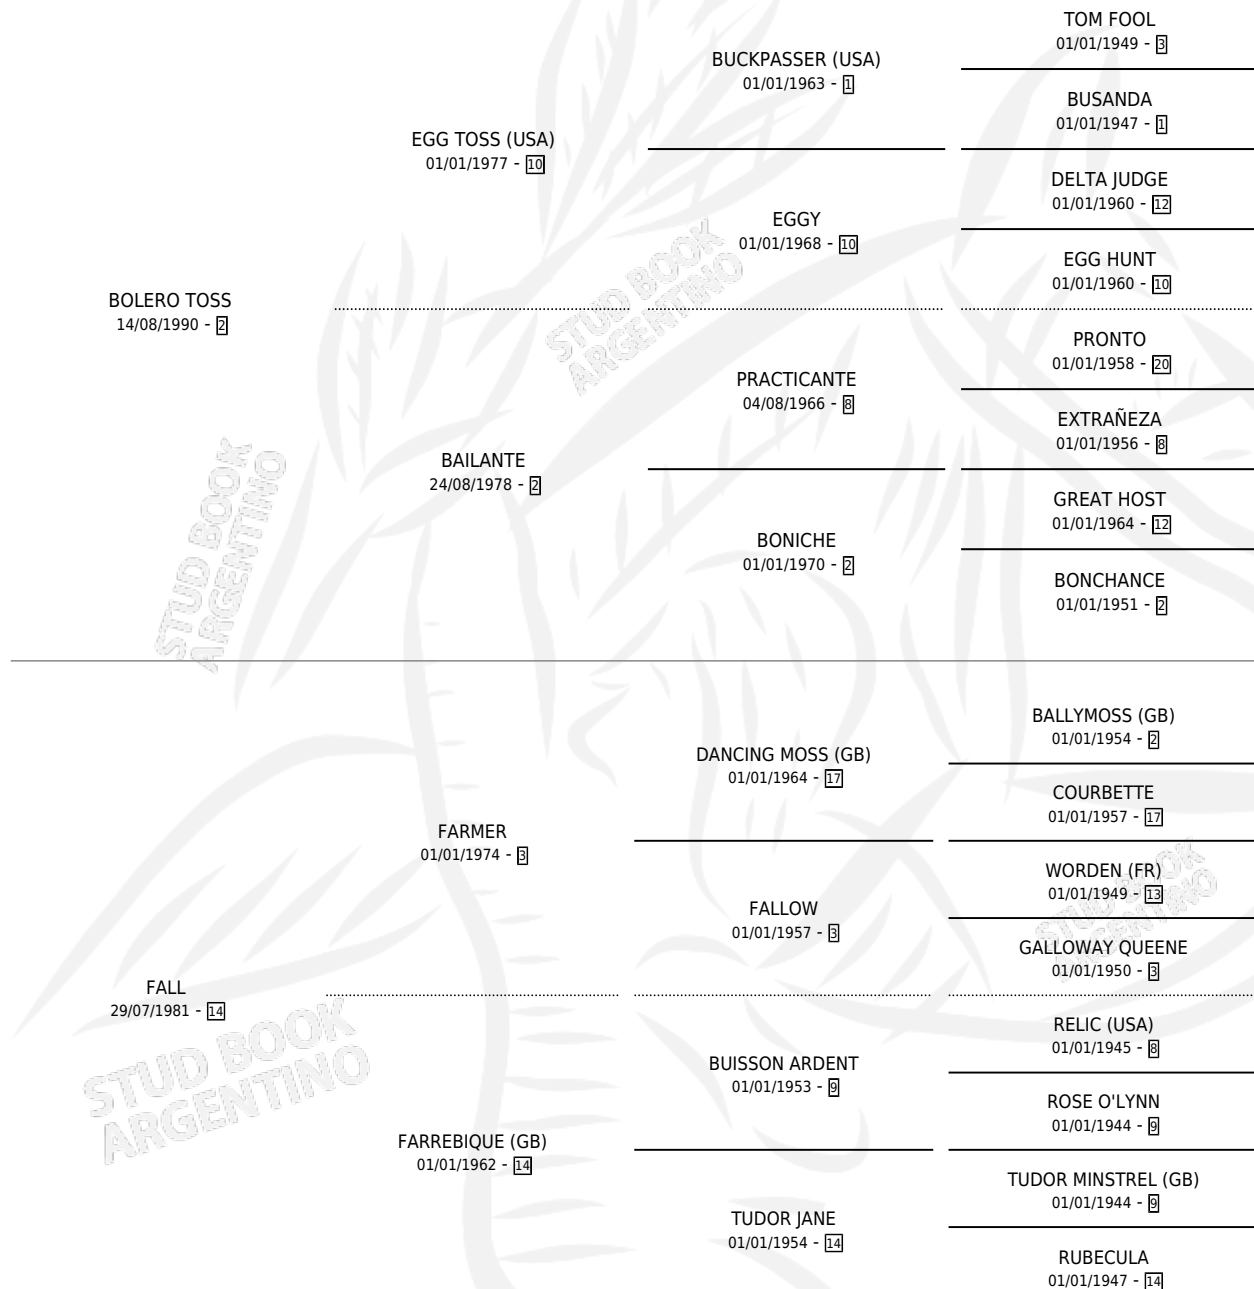 TOM FOOL
01/01/1949 - 3
BUCKPASSER (USA)
01/01/1963 - 1
BUSANDA
01/01/1947 - 1
EGG TOSS (USA)
01/01/1977 - 10
DELTA JUDGE
01/01/1960 - 12
EGGY
01/01/1968 - 10
EGG HUNT
01/01/1960 - 10
BOLERO TOSS
14/08/1990 - 2
PRONTO
01/01/1958 - 20
PRACTICANTE
04/08/1966 - 8
EXTRAÑEZA
01/01/1956 - 8
BAILANTE
24/08/1978 - 2
GREAT HOST
01/01/1964 - 12
BONICHE
01/01/1970 - 2
BONCHANCE
01/01/1951 - 2
BALLYMOSS (GB)
01/01/1954 - 2
DANCING MOSS (GB)
01/01/1964 - 17
COURBETTE
01/01/1957 - 17
FARMER
01/01/1974 - 3
WORDEN (FR)
01/01/1949 - 13
FALLOW
01/01/1957 - 3
GALLOWAY QUEENE
01/01/1950 - 3
FALL
29/07/1981 - 14
RELIC (USA)
01/01/1945 - 8
BUISSON ARDENT
01/01/1953 - 9
ROSE O'LYNN
01/01/1944 - 9
FARREBIQUE (GB)
01/01/1962 - 14
TUDOR MINSTREL (GB)
01/01/1944 - 9
TUDOR JANE
01/01/1954 - 14
RUBECULA
01/01/1947 - 14
STUD BOOK
ARGENTINO
STUD BOOK
ARGENTINO
STUD BOOK
ARGENTINO
STUD BOOK
ARGENTINO